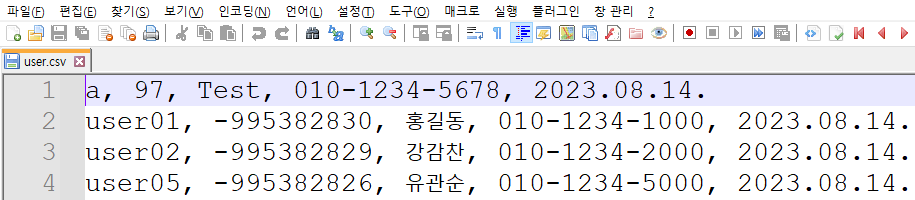 파일(F) 편집(E) 찾기(S) 보기(V) 인코딩(N) 언어(L) 설정(T) 도구(O) 매크로 실행 플러그인 창 관리 ?
user.csv
1 a, 97, Test, 010-1234-5678, 2023.08.14.
2 user01, -995382830, 홍길동, 010-1234-1000, 2023.08.14.
3 user02, -995382829, 강감찬, 010-1234-2000, 2023.08.14.
4 user05, -995382826, 유관순, 010-1234-5000, 2023.08.14.